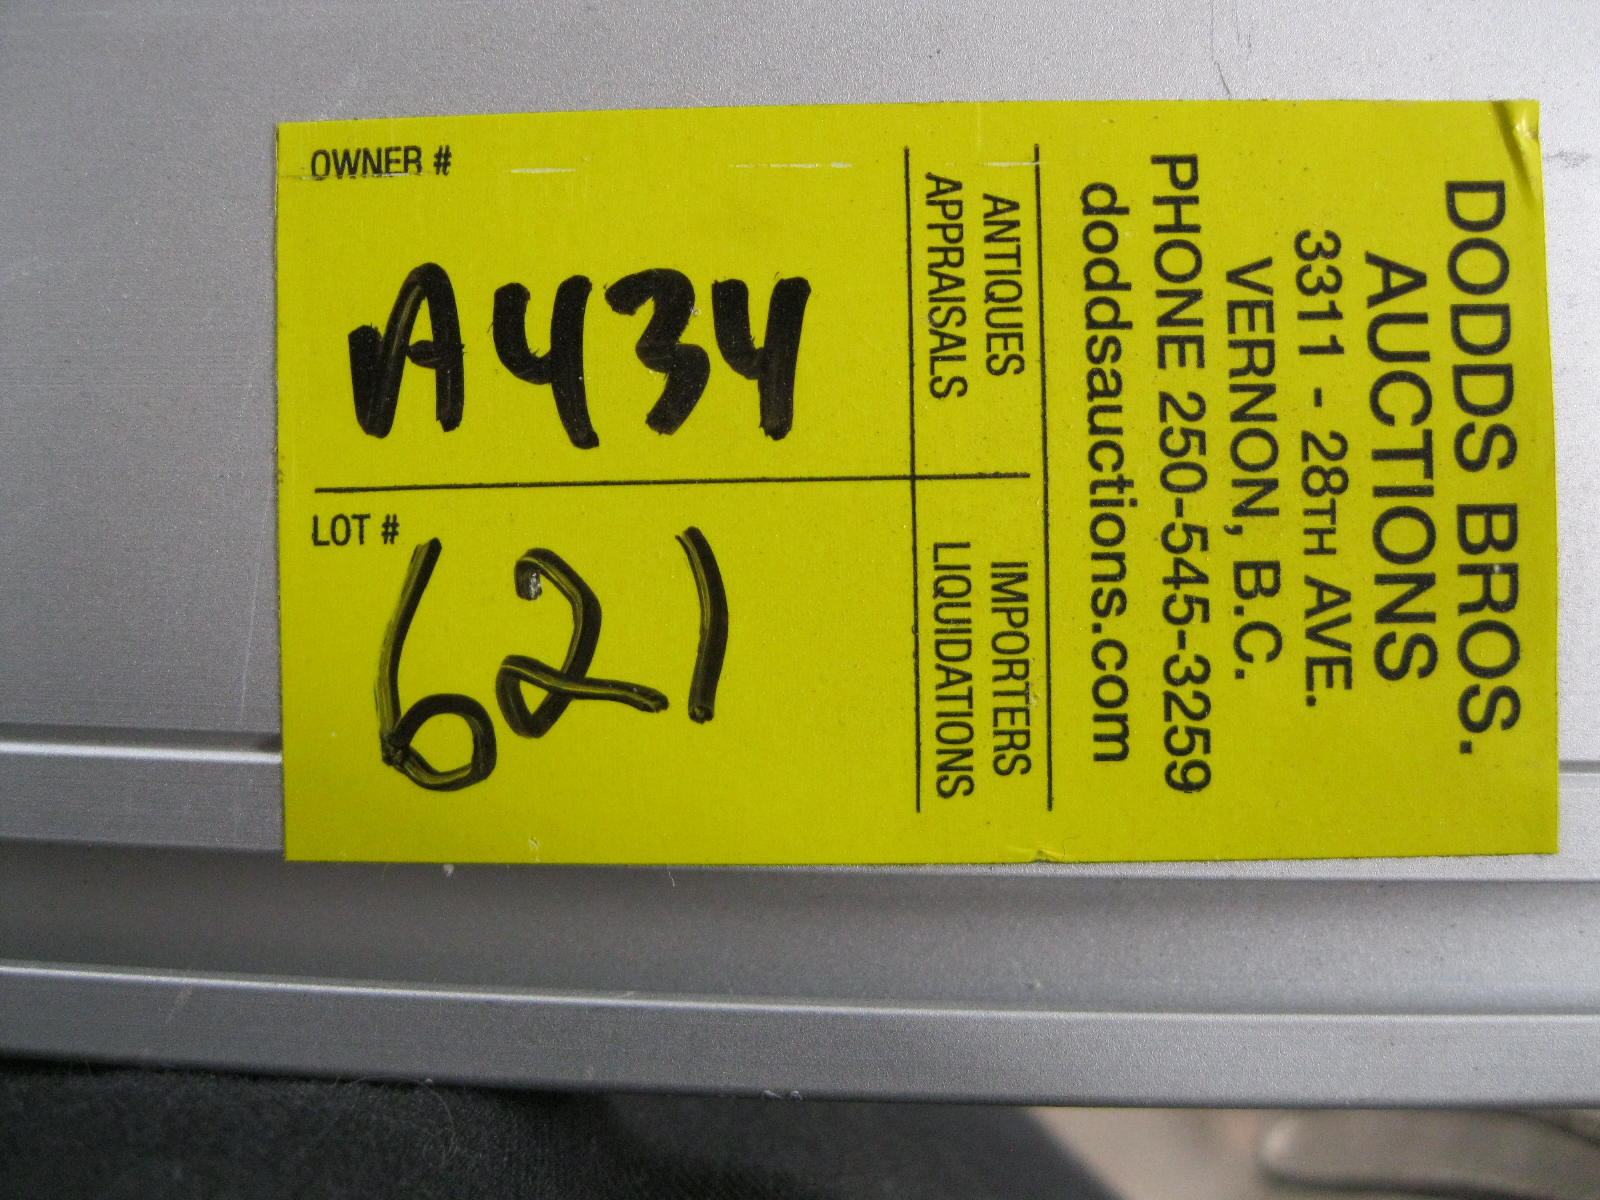 DODDS BROS.
AUCTIONS
3311 - 28TH AVE.
VERNON, B.C.
PHONE 250-545-3259
doddsauctions.com
ANTIQUES
APPRAISALS
IMPORTERS
LIQUIDATIONS
OWNER #
A434
LOT #
621